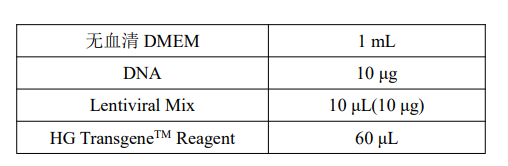 无血清 DMEM 1 mL
DNA 10 μg
Lentiviral Mix 10 μL(10 μg)
HG Transgene™ Reagent 60 μL